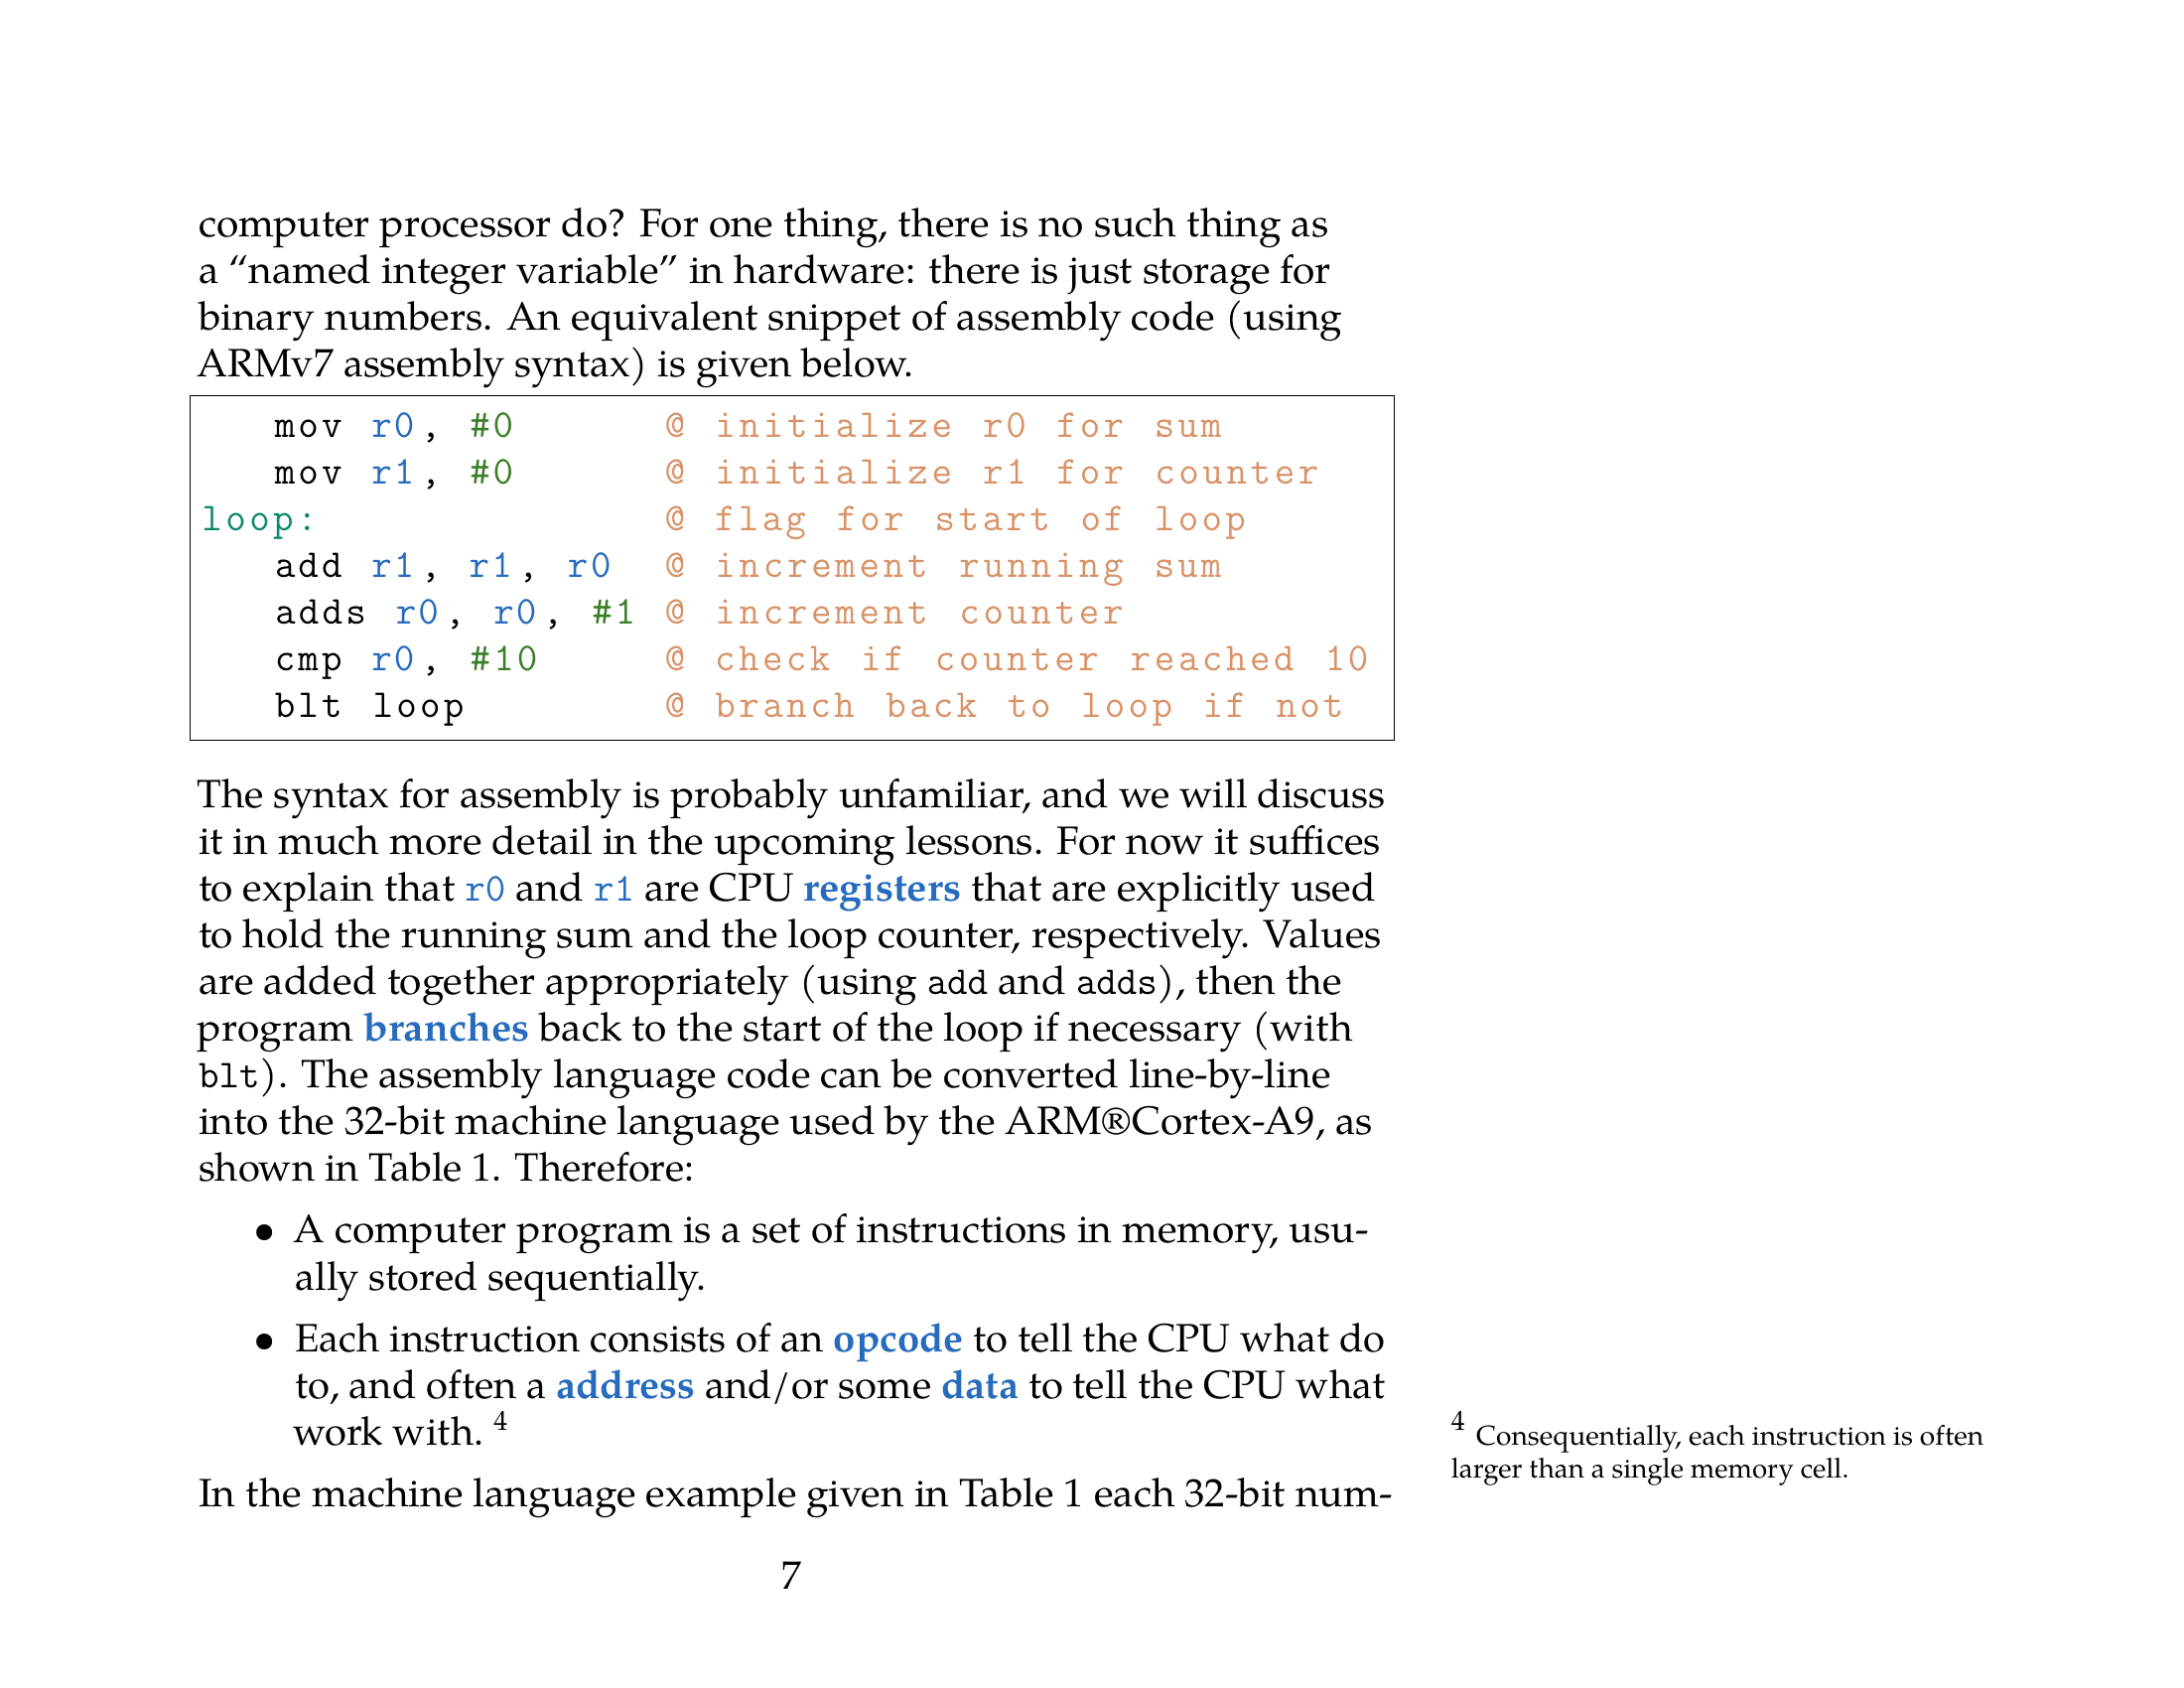 computer processor do? For one thing, there is no such thing as
a “named integer variable” in hardware: there is just storage for
binary numbers. An equivalent snippet of assembly code (using
ARMv7 assembly syntax) is given below.
mov r0, #0 @ initialize r0 for sum
mov r1, #0 @ initialize r1 for counter
loop: @ flag for start of loop
add r1, r1, r0 @ increment running sum
adds r0, r0, #1 @ increment counter
cmp r0, #10 @ check if counter reached 10
blt loop @ branch back to loop if not
The syntax for assembly is probably unfamiliar, and we will discuss
it in much more detail in the upcoming lessons. For now it suffices
to explain that r0 and r1 are CPU registers that are explicitly used
to hold the running sum and the loop counter, respectively. Values
are added together appropriately (using add and adds), then the
program branches back to the start of the loop if necessary (with
blt). The assembly language code can be converted line-by-line
into the 32-bit machine language used by the ARM®Cortex-A9, as
shown in Table 1. Therefore:
• A computer program is a set of instructions in memory, usu-
ally stored sequentially.
• Each instruction consists of an opcode to tell the CPU what do
to, and often a address and/or some data to tell the CPU what
work with. 4
4 Consequentially, each instruction is often
larger than a single memory cell.
In the machine language example given in Table 1 each 32-bit num-
7